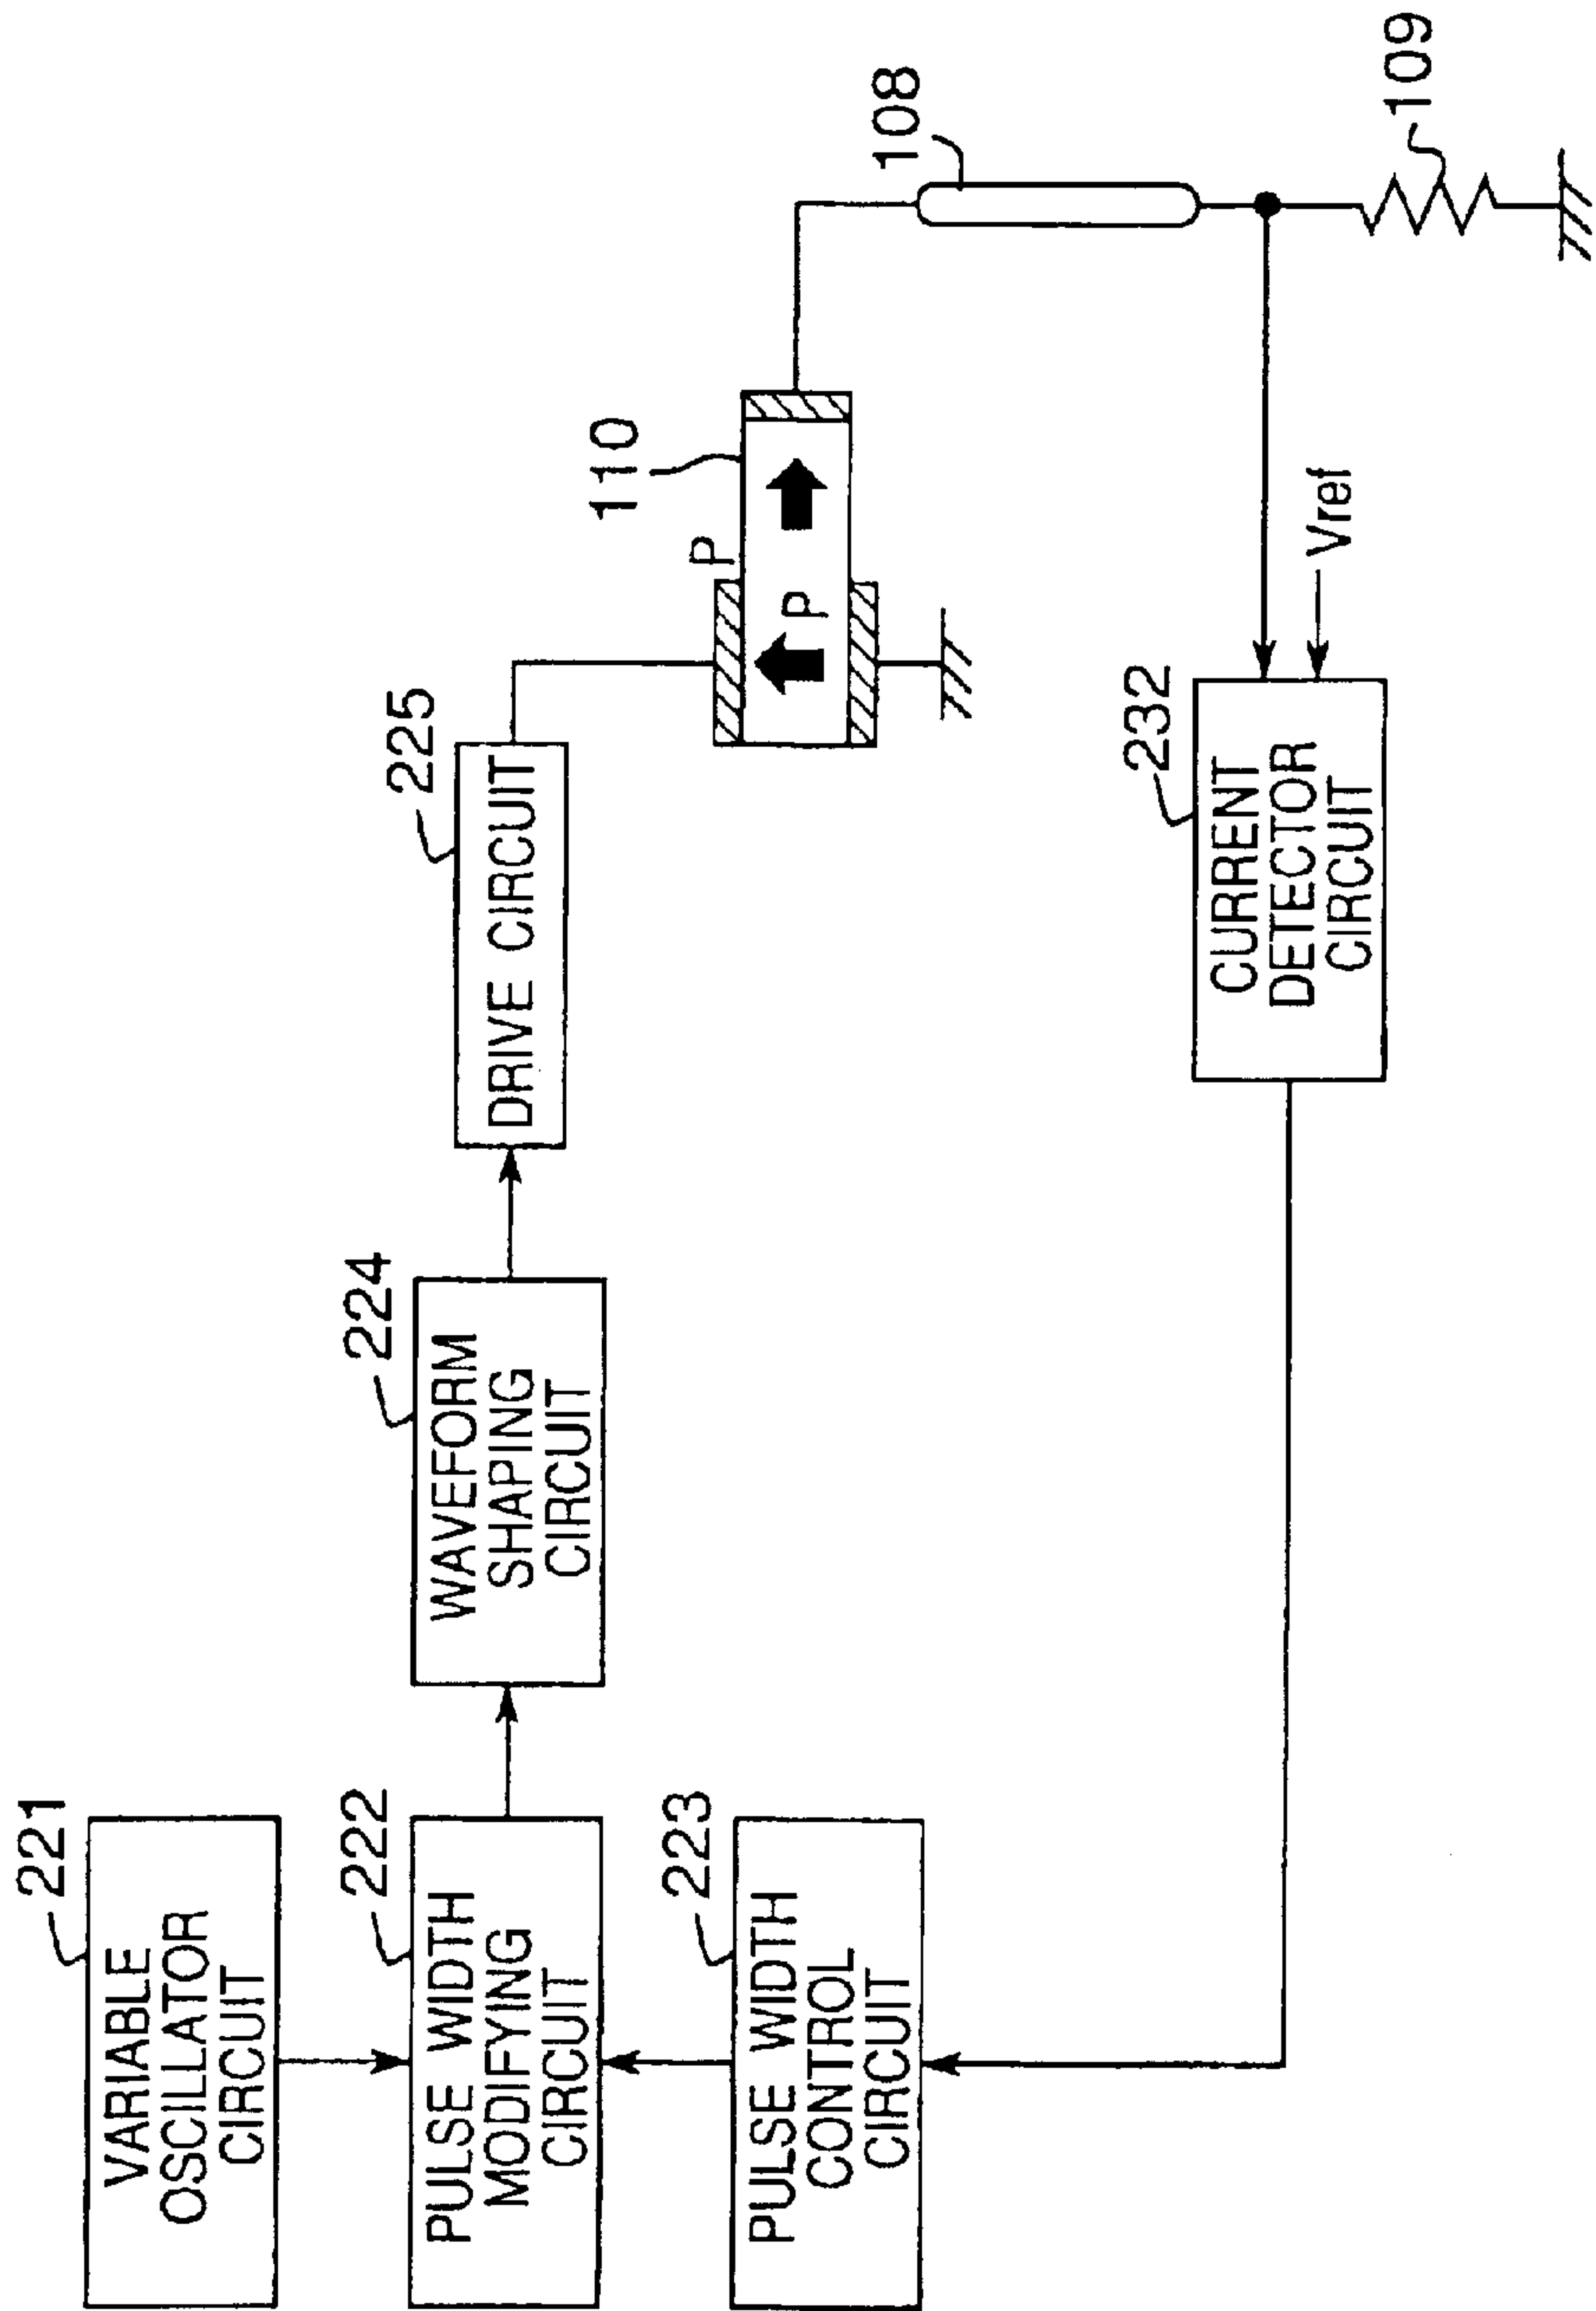 221
VARIABLE
OSCILLATOR
CIRCUIT
222
PULSE WIDTH
MODIFYING
CIRCUIT
223
PULSE WIDTH
CONTROL
CIRCUIT
224
WAVEFORM
SHAPING
CIRCUIT
225
DRIVE CIRCUIT
110
P
P
108
109
232
CURRENT
DETECTOR
CIRCUIT
Vref